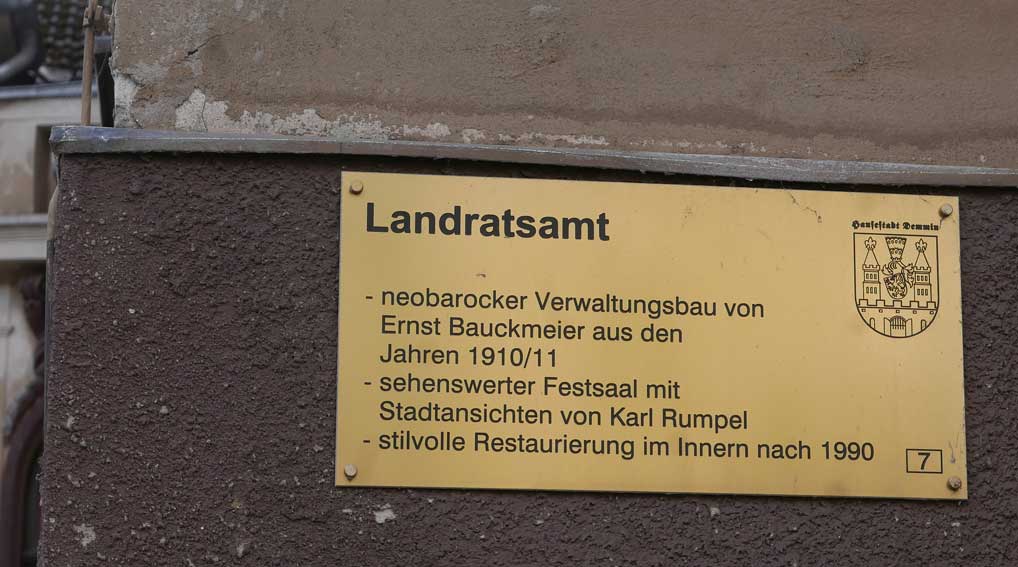 Landratsamt
Hansestadt Demmin
- neobarocker Verwaltungsbau von
Ernst Bauckmeier aus den
Jahren 1910/11
- sehenswerter Festsaal mit
Stadtansichten von Karl Rumpel
- stilvolle Restaurierung im Innern nach 1990
7